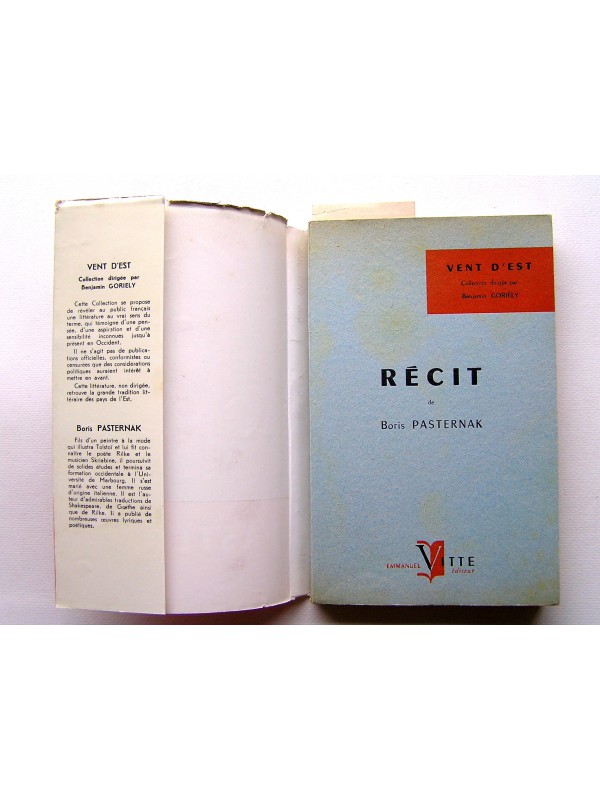 VENT D'EST
Collection dirigée par
Benjamin GORIELY
Cette Collection se propose
de révéler au public français
une littérature au vrai sens du
terme, qui témoigne d'une pen-
sée, d'une aspiration et d'une
sensibilité inconnues jusqu'à
présent en Occident.
Il ne s'agit pas de publica-
tions officielles, conformistes ou
censurées que des considérations
politiques auraient intérêt à
mettre en avant.
Cette littérature, non dirigée,
retrouve la grande tradition lit-
téraire des pays de l'Est.
Boris PASTERNAK
Fils d'un peintre à la mode
qui illustra Tolstoï et lui fit con-
naître le poète Rilke et le
musicien Skriabine, il poursuivit
de solides études et termina sa
formation occidentale à l'Uni-
versité de Marbourg. Il s'est
marié avec une femme russe
d'origine italienne. Il est l'au-
teur d'admirables traductions de
Shakespeare, de Gœthe ainsi
que de Rilke. Il a publié de
nombreuses œuvres lyriques et
poétiques.
VENT D'EST
Collection dirigée par
Benjamin GORIELY
RÉCIT
de
Boris PASTERNAK
EMMANUEL VITTE
éditeur